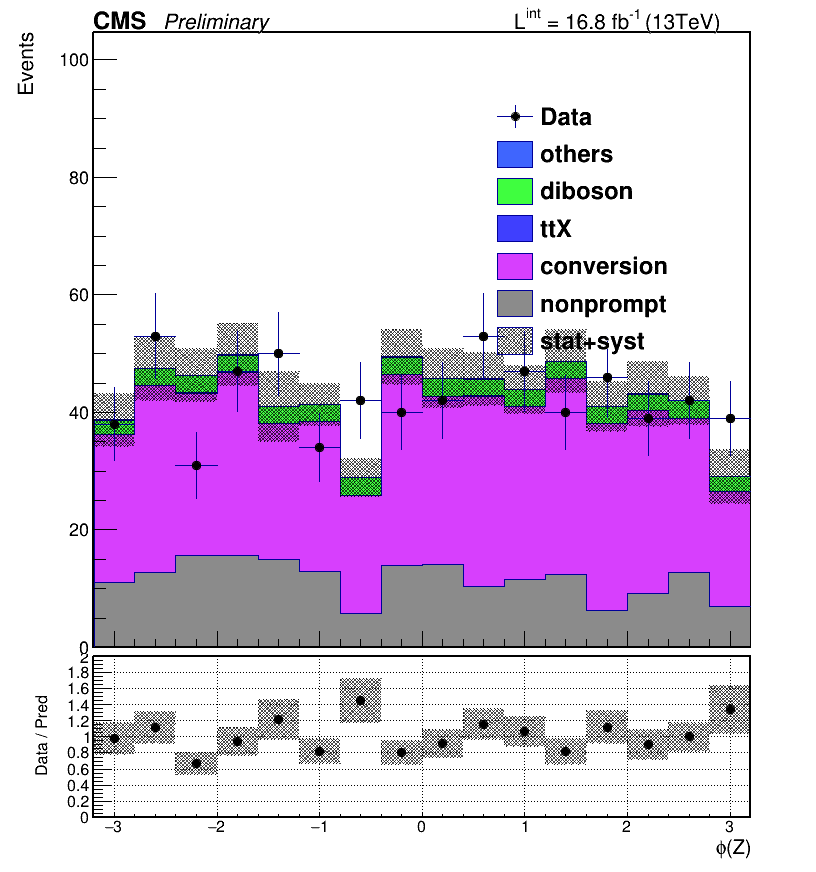 CMS Preliminary L^int = 16.8 fb^-1 (13TeV)
Events
100
80
60
40
20
0
Data
others
diboson
ttX
conversion
nonprompt
stat+syst
Data / Pred
2
1.8
1.6
1.4
1.2
1
0.8
0.6
0.4
0.2
0
−3 −2 −1 0 1 2 3
ϕ(Z)